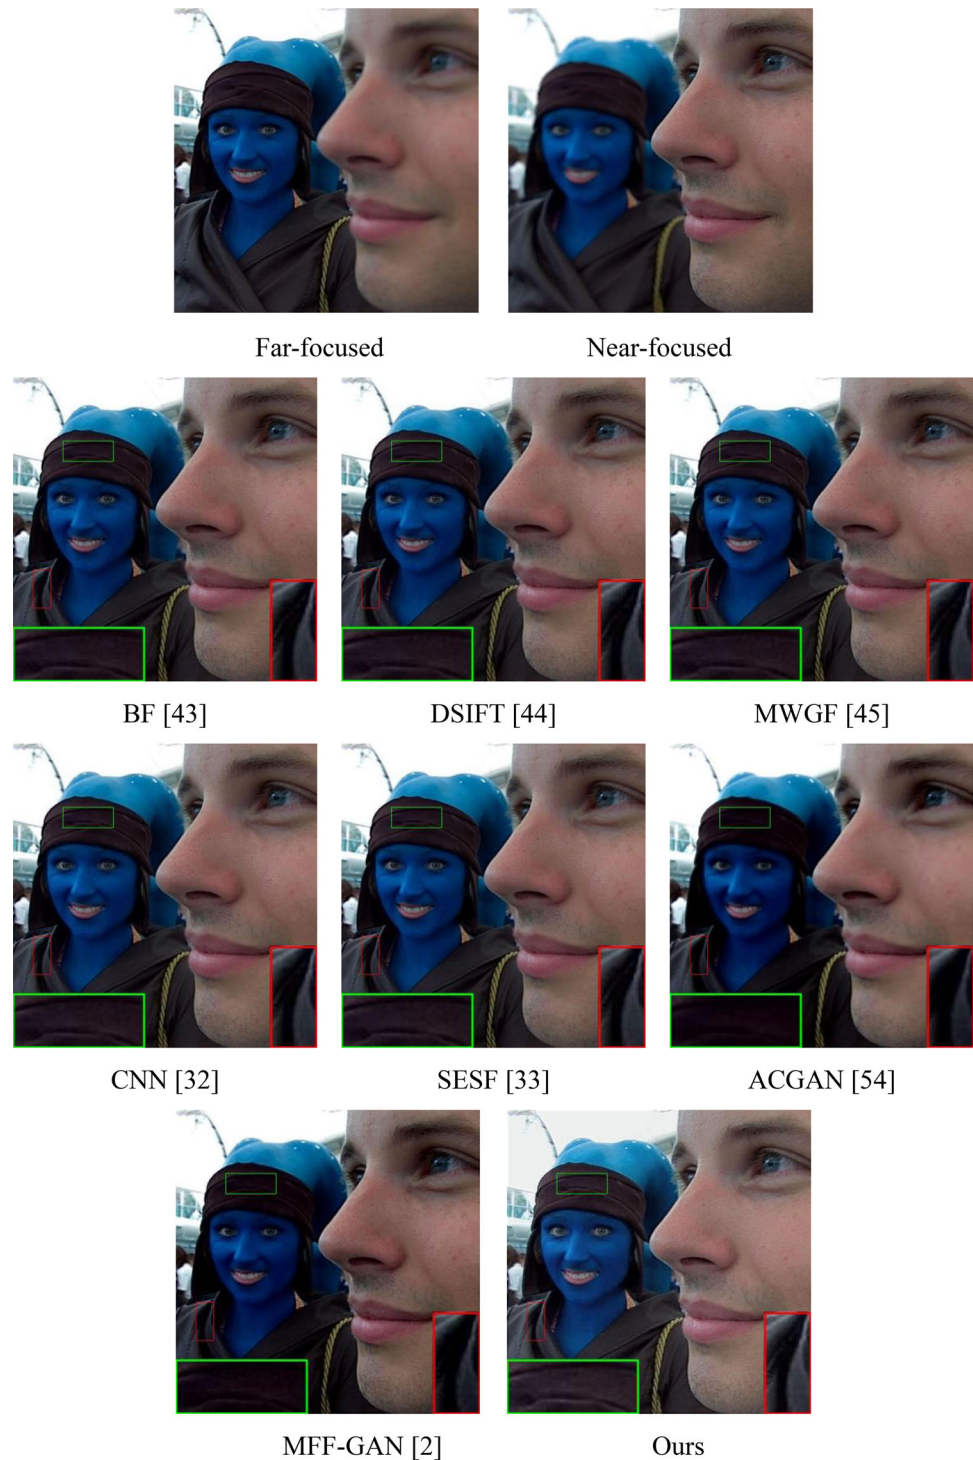 Far-focused
Near-focused
BF [43]
DSIFT [44]
MWGF [45]
CNN [32]
SESF [33]
ACGAN [54]
MFF-GAN [2]
Ours